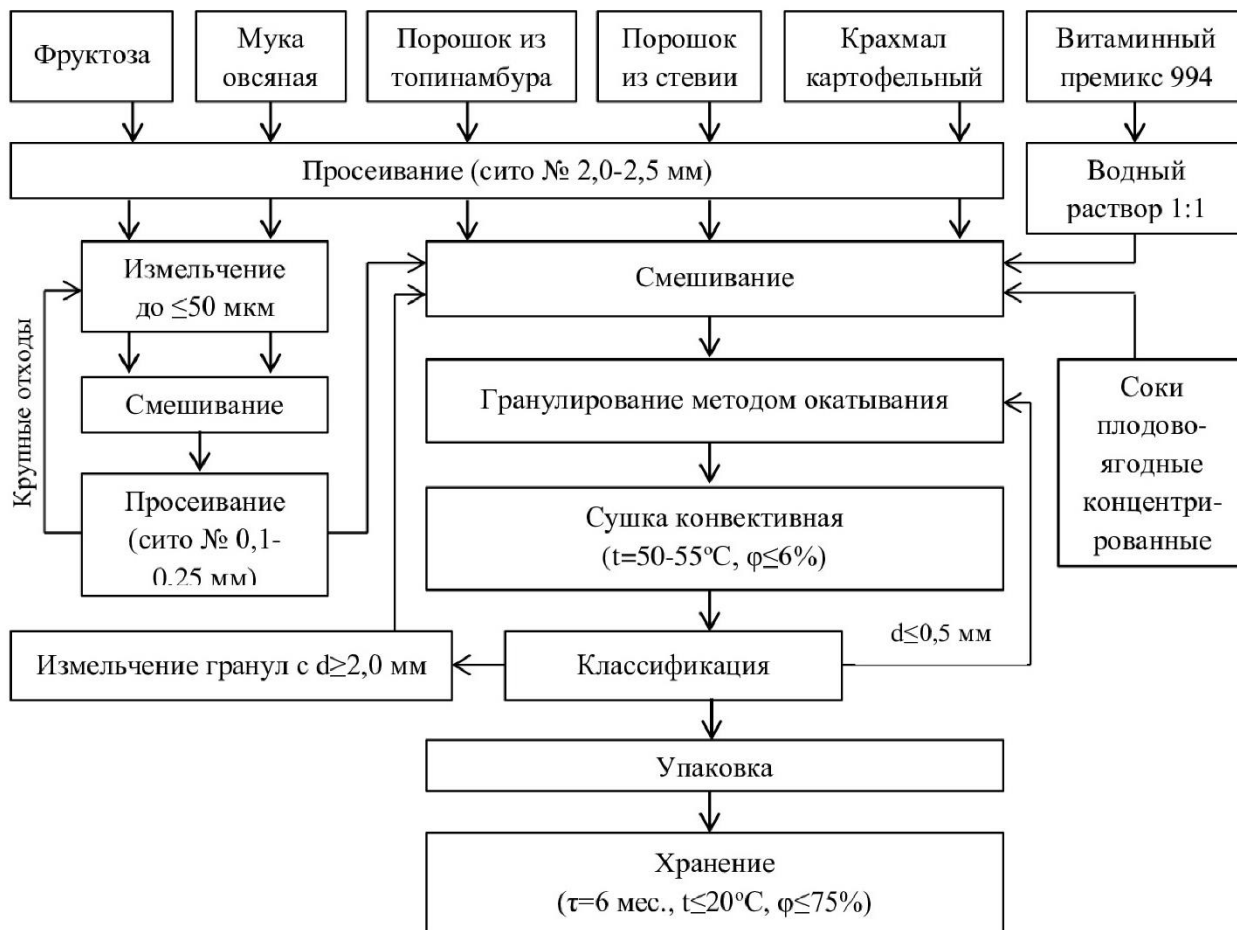 Фруктоза
Мука
овсяная
Порошок из
топинамбура
Порошок
из стевии
Крахмал
картофельный
Витаминный
премикс 994
Просеивание (сито № 2,0-2,5 мм)
Водный
раствор 1:1
Измельчение
до ≤50 мкм
Смешивание
Крупные отходы
Смешивание
Просеивание
(сито № 0,1-
0,25 мм)
Гранулирование методом окатывания
Соки
плодово-
ягодные
концентри-
рованные
Сушка конвективная
(t=50-55°C, φ≤6%)
d≤0,5 мм
Измельчение гранул с d≥2,0 мм
Классификация
Упаковка
Хранение
(τ=6 мес., t≤20°C, φ≤75%)